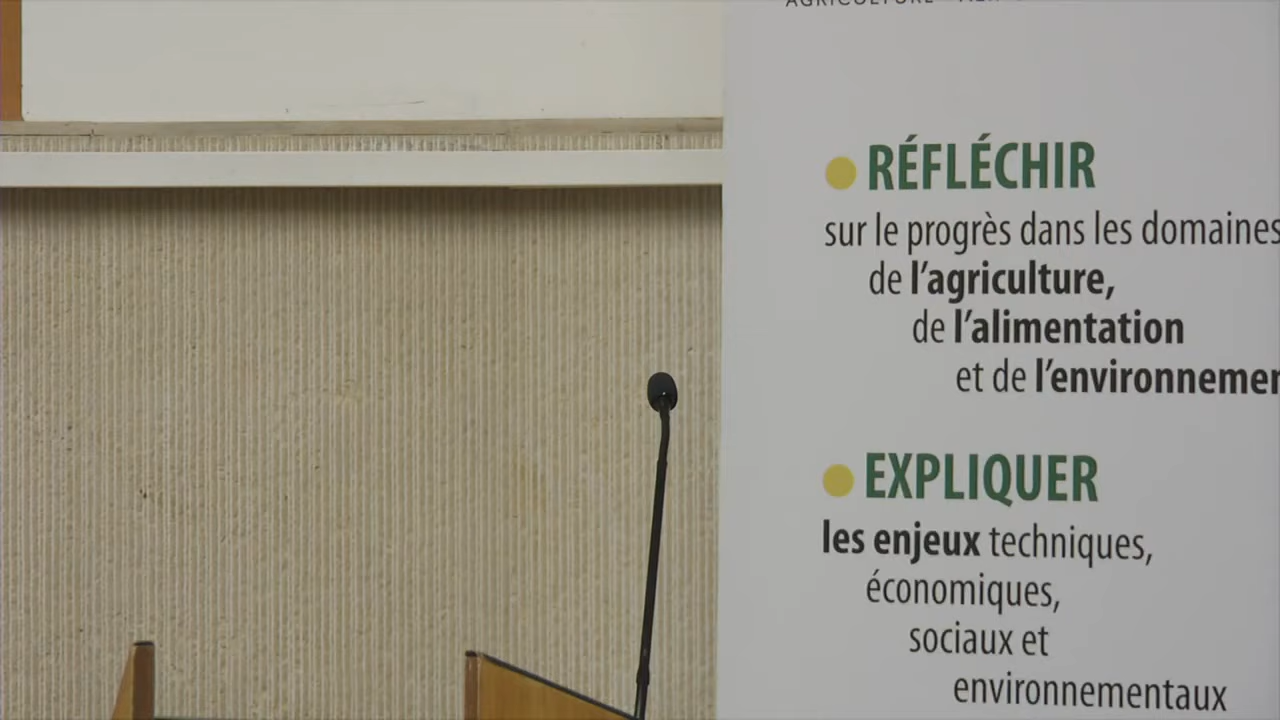 AGRICULTURE
RÉFLÉCHIR
sur le progrès dans les domaines
de l'agriculture,
de l'alimentation
et de
EXPLIQUER
les enjeux techniques,
économiques,
sociaux et
environnementaux